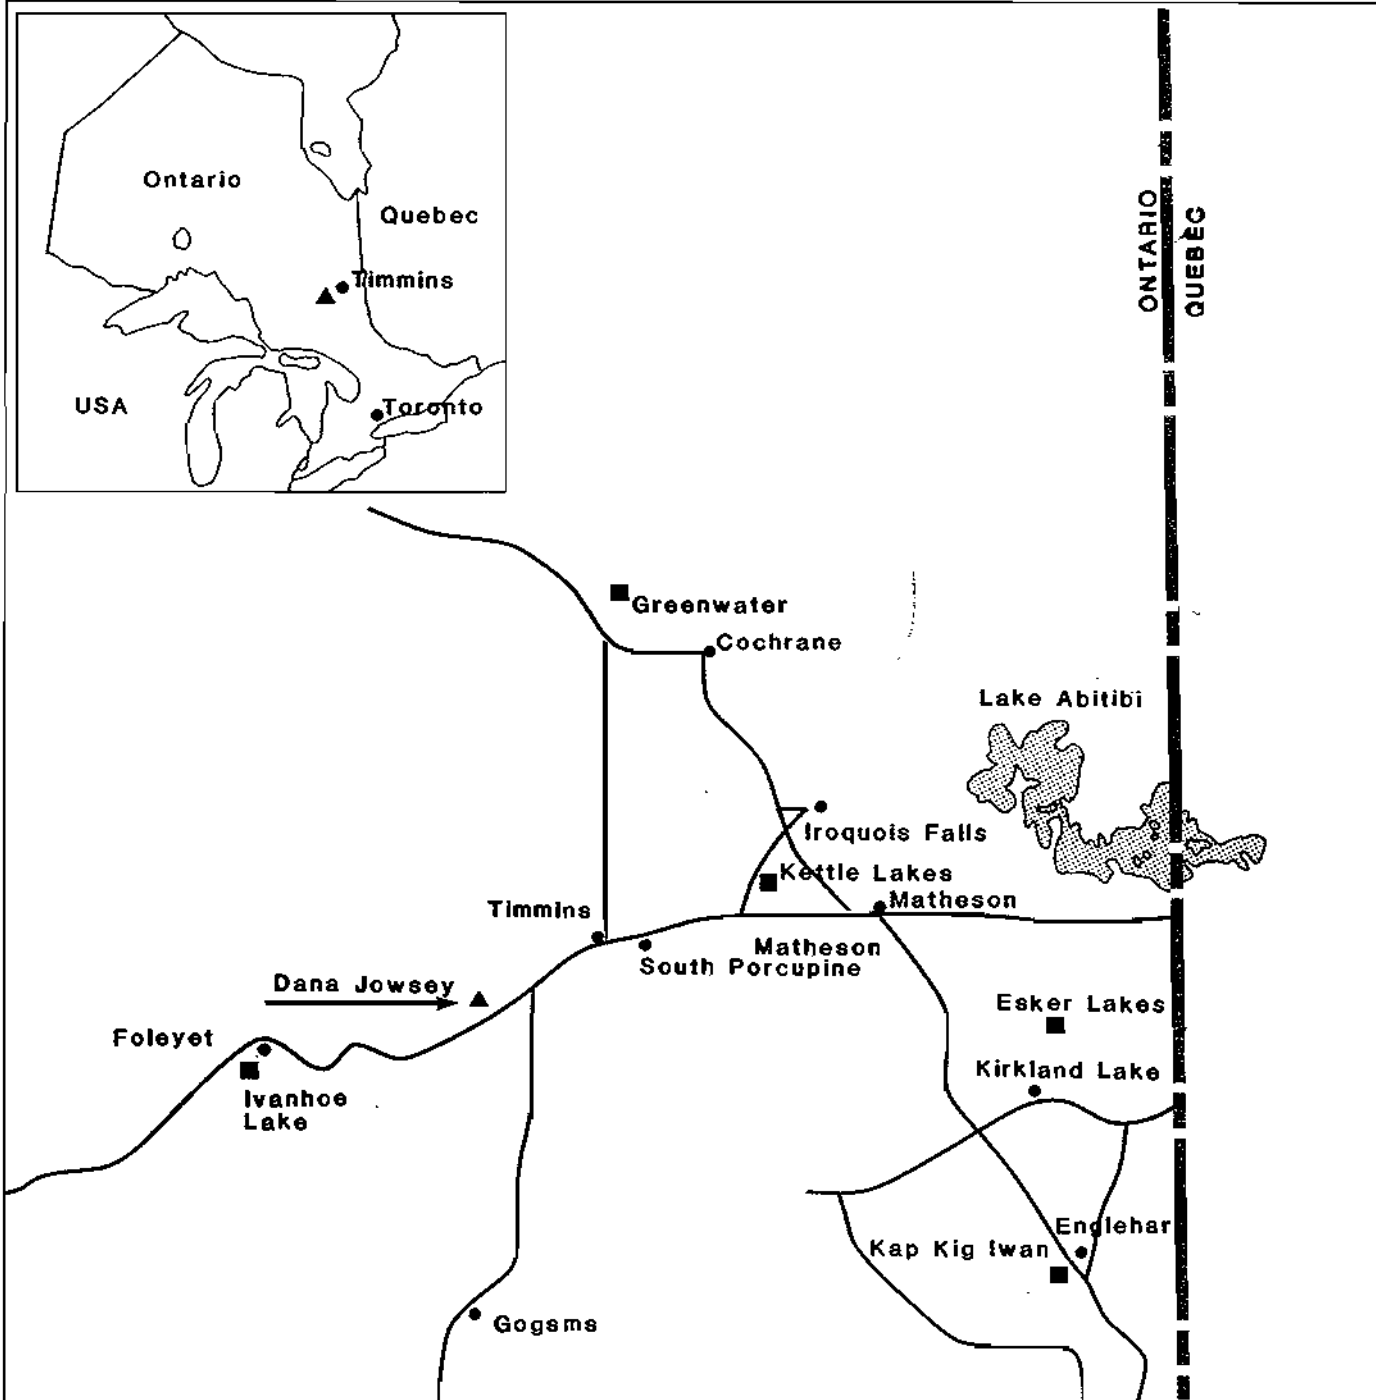 Ontario
Quebec
Timmins
USA
Toronto
ONTARIO
QUEBEC
Greenwater
Cochrane
Lake Abitibi
Iroquois Falls
Kettle Lakes
Matheson
Timmins
Matheson
South Porcupine
Dana Jowsey
Esker Lakes
Foleyet
Kirkland Lake
Ivanhoe
Lake
Englehar
Kap Kig Iwan
Gogsms